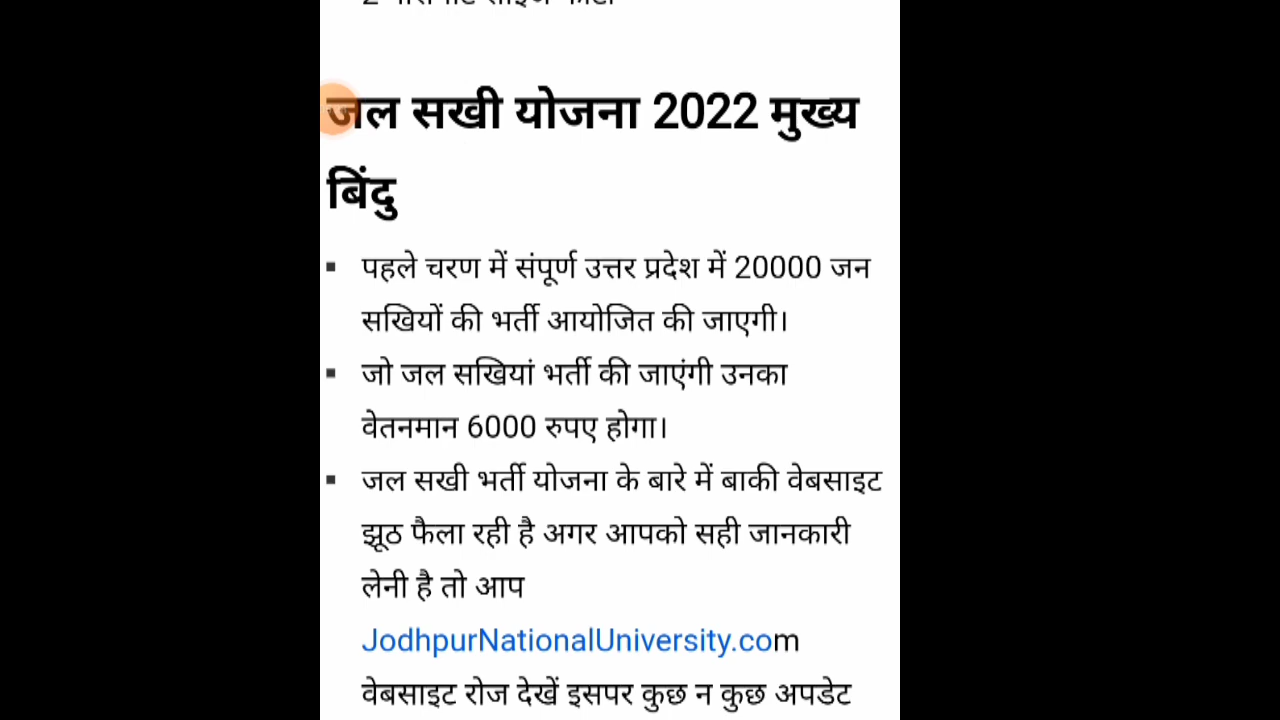 जल सखी योजना 2022 मुख्य
बिंदु
▪ पहले चरण में संपूर्ण उत्तर प्रदेश में 20000 जन
सखियों की भर्ती आयोजित की जाएगी।
▪ जो जल सखियां भर्ती की जाएंगी उनका
वेतनमान 6000 रुपए होगा।
▪ जल सखी भर्ती योजना के बारे में बाकी वेबसाइट
झूठ फैला रही है अगर आपको सही जानकारी
लेनी है तो आप
JodhpurNationalUniversity.com
वेबसाइट रोज देखें इसपर कुछ न कुछ अपडेट